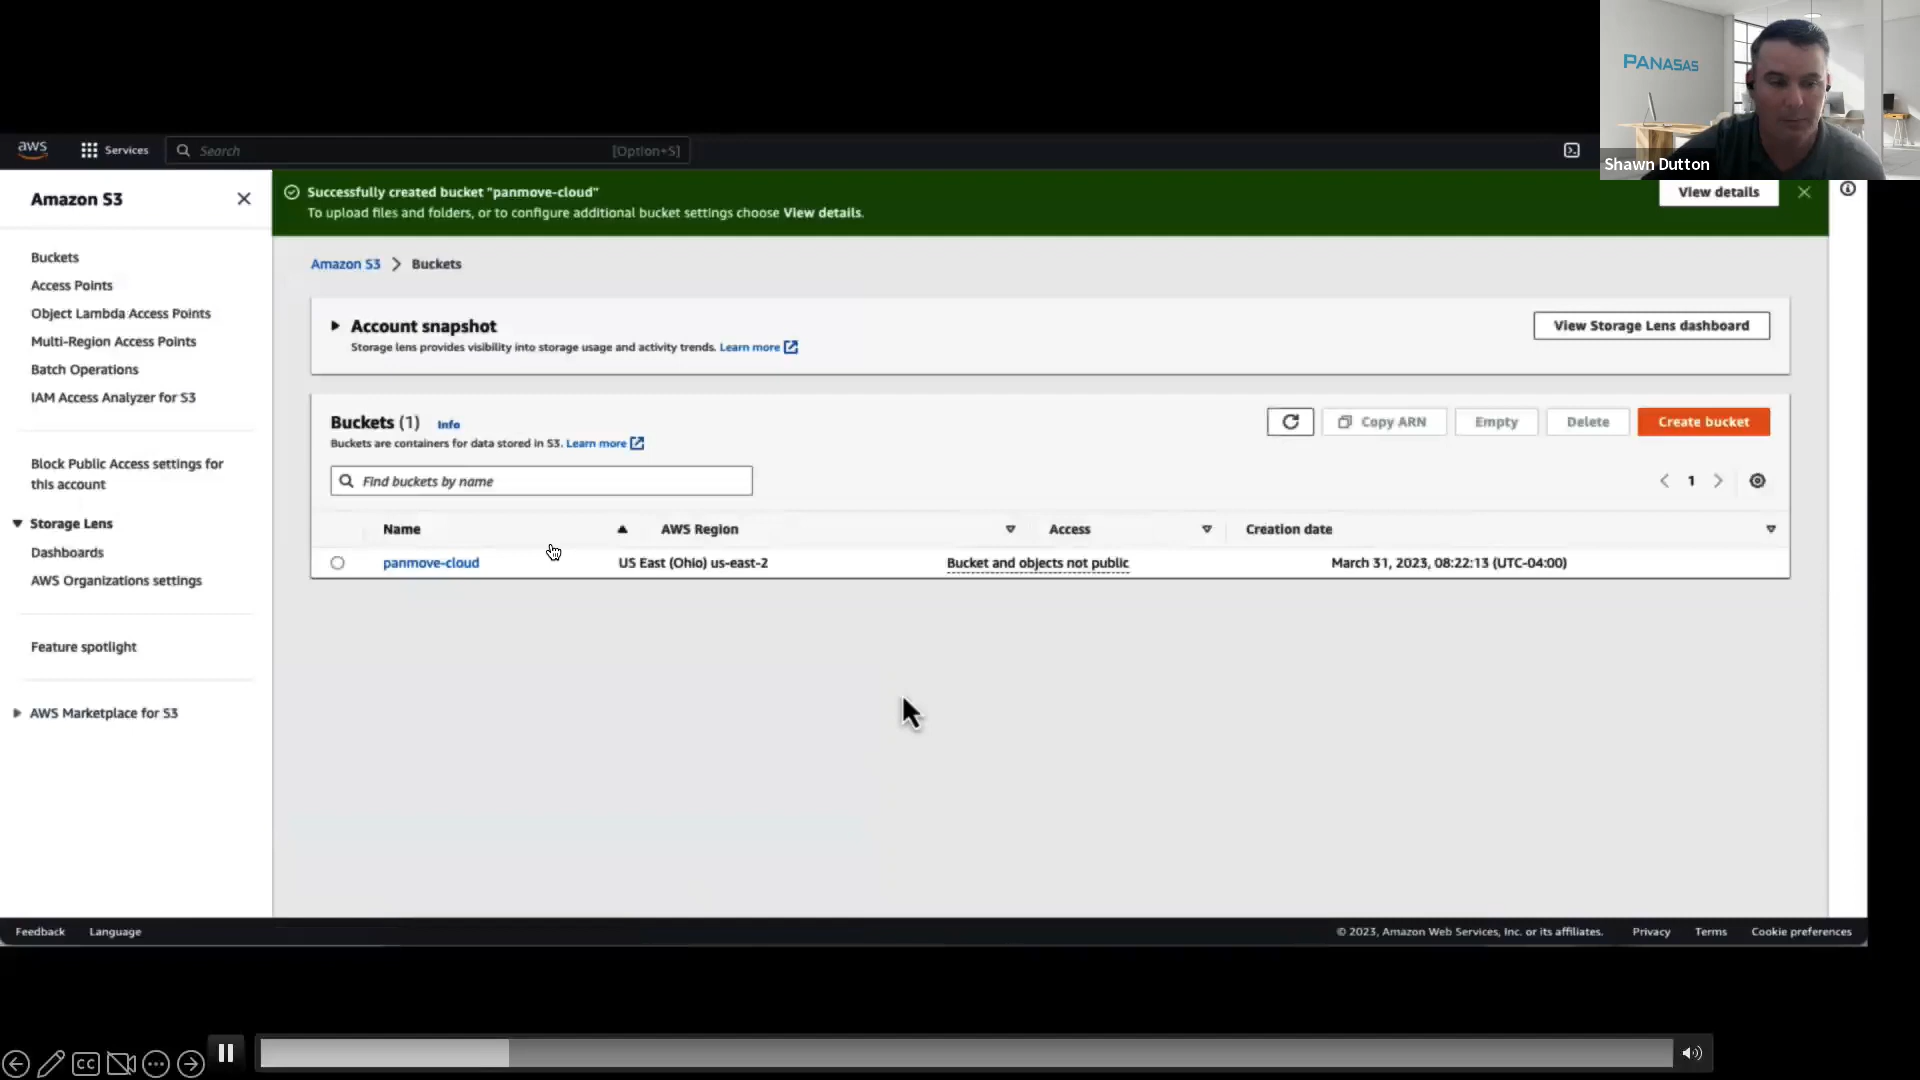 PANASAS
Shawn Dutton
aws
Services
Search
[Option+S]
Amazon S3
Successfully created bucket "panmove-cloud"
To upload files and folders, or to configure additional bucket settings choose View details.
View details
Buckets
Access Points
Object Lambda Access Points
Multi-Region Access Points
Batch Operations
IAM Access Analyzer for S3
Block Public Access settings for
this account
Storage Lens
Dashboards
AWS Organizations settings
Feature spotlight
AWS Marketplace for S3
Amazon S3 > Buckets
Account snapshot
Storage lens provides visibility into storage usage and activity trends. Learn more
View Storage Lens dashboard
Buckets (1) Info
Buckets are containers for data stored in S3. Learn more
Copy ARN
Empty
Delete
Create bucket
Find buckets by name
1
Name
AWS Region
Access
Creation date
panmove-cloud
US East (Ohio) us-east-2
Bucket and objects not public
March 31, 2023, 08:22:13 (UTC-04:00)
Feedback
Language
© 2023, Amazon Web Services, Inc. or its affiliates.
Privacy
Terms
Cookie preferences
CC